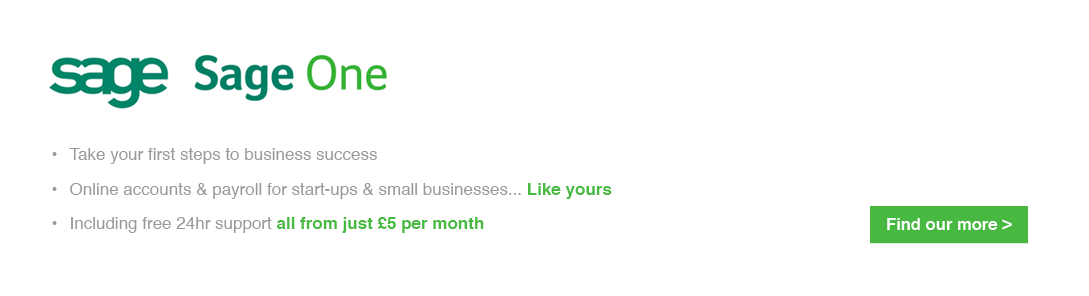 sage Sage One
• Take your first steps to business success
• Online accounts & payroll for start-ups & small businesses... Like yours
• Including free 24hr support all from just £5 per month
Find our more >